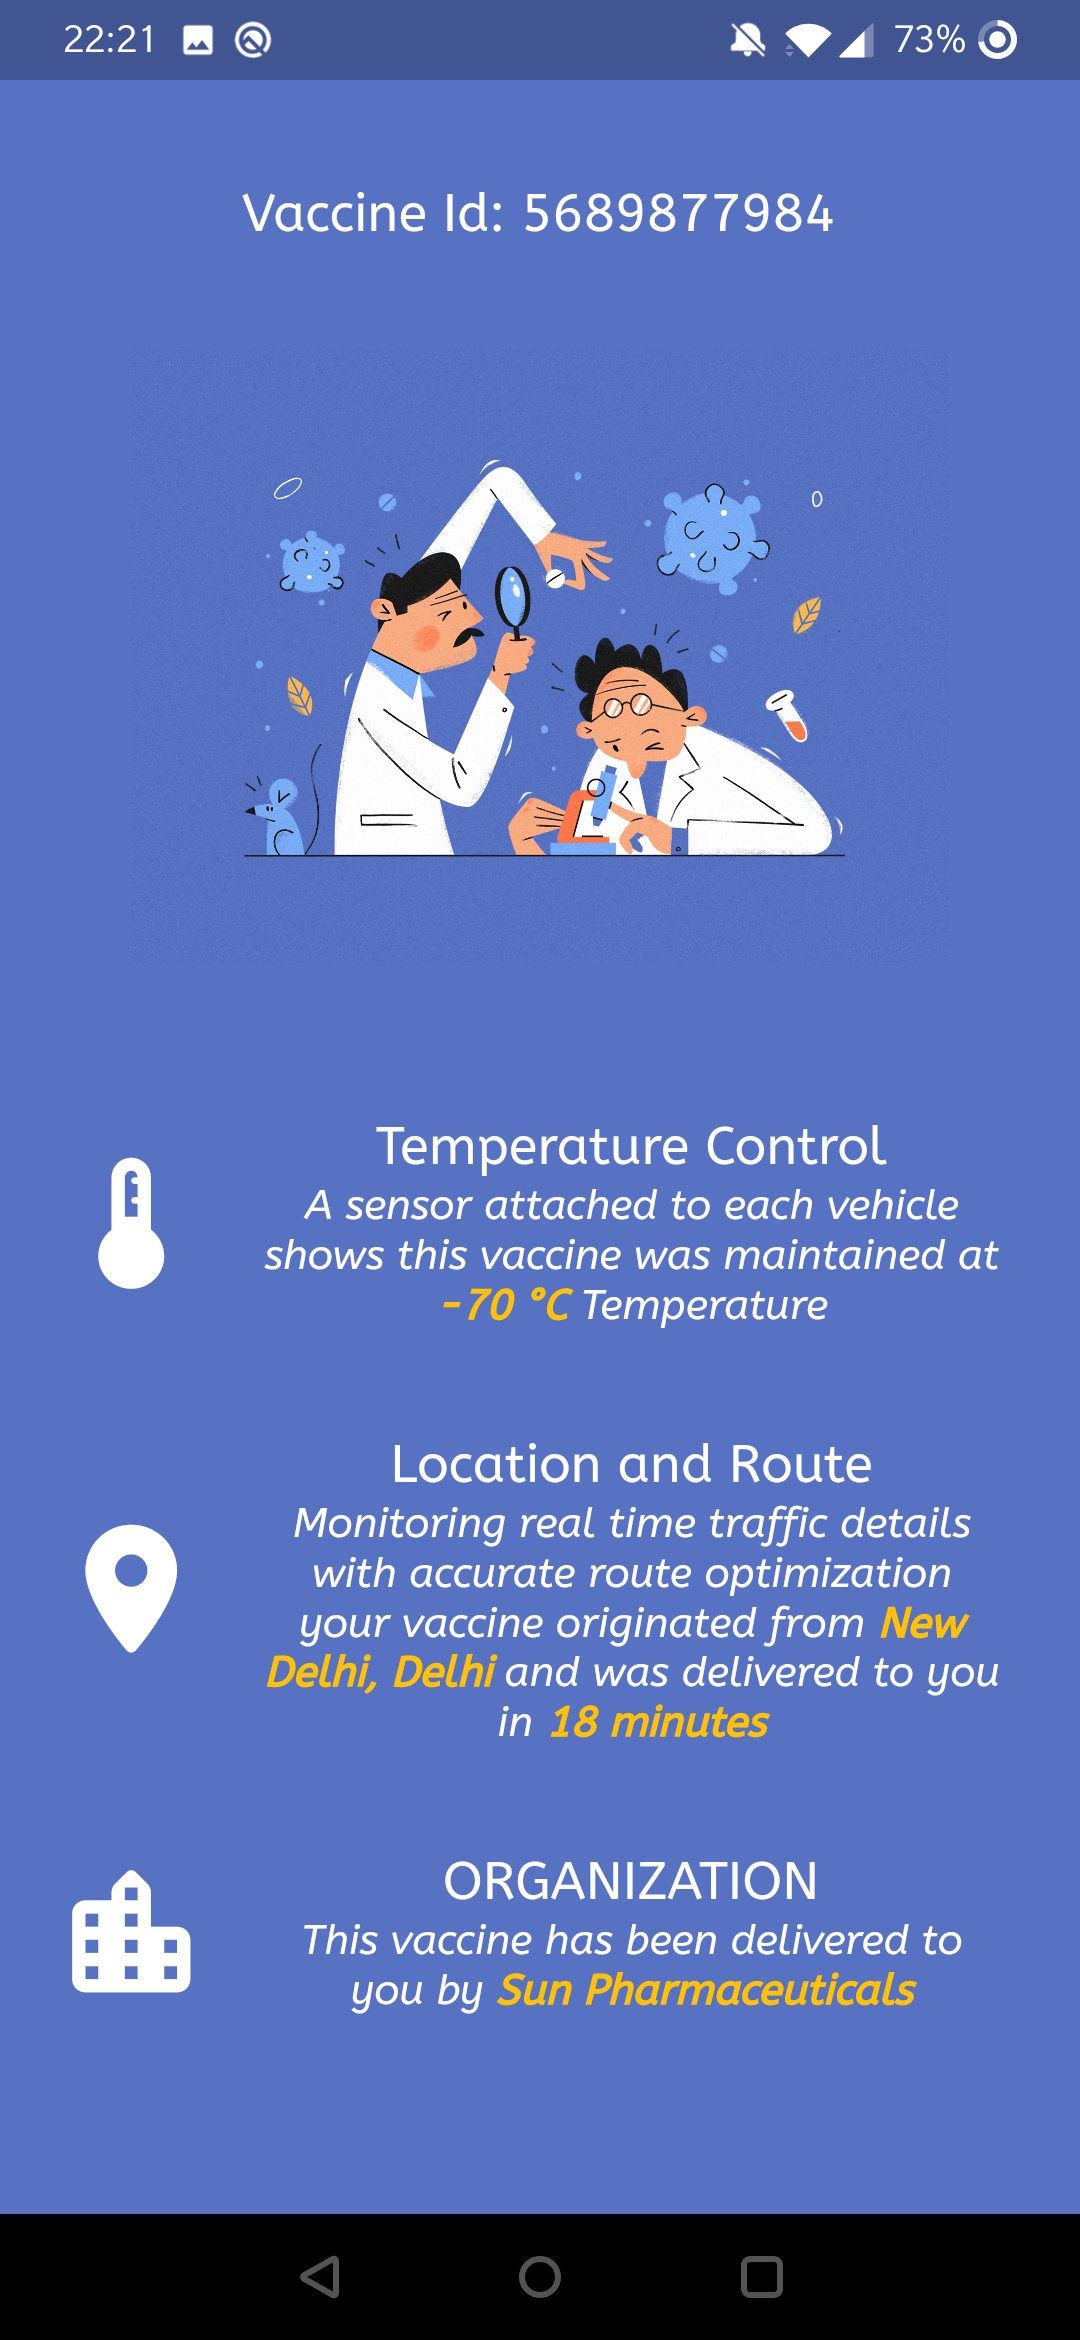 22:21
73%
Vaccine Id: 5689877984
Temperature Control
A sensor attached to each vehicle
shows this vaccine was maintained at
-70 °C Temperature
Location and Route
Monitoring real time traffic details
with accurate route optimization
your vaccine originated from New
Delhi, Delhi and was delivered to you
in 18 minutes
ORGANIZATION
This vaccine has been delivered to
you by Sun Pharmaceuticals